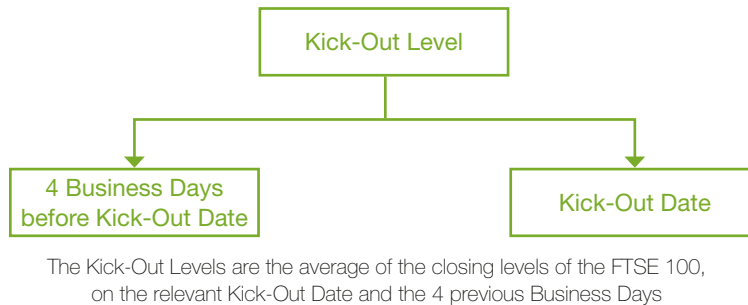 Kick-Out Level
4 Business Days
before Kick-Out Date
Kick-Out Date
The Kick-Out Levels are the average of the closing levels of the FTSE 100,
on the relevant Kick-Out Date and the 4 previous Business Days